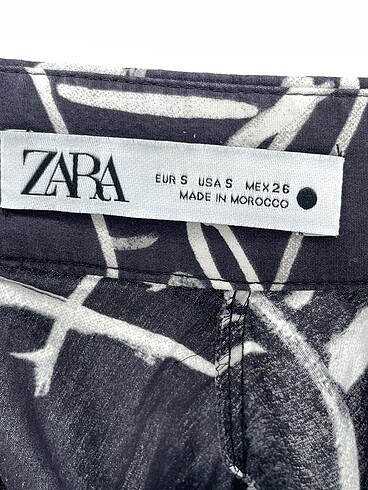 ZARA
EUR S USA S MEX 26
MADE IN MOROCCO